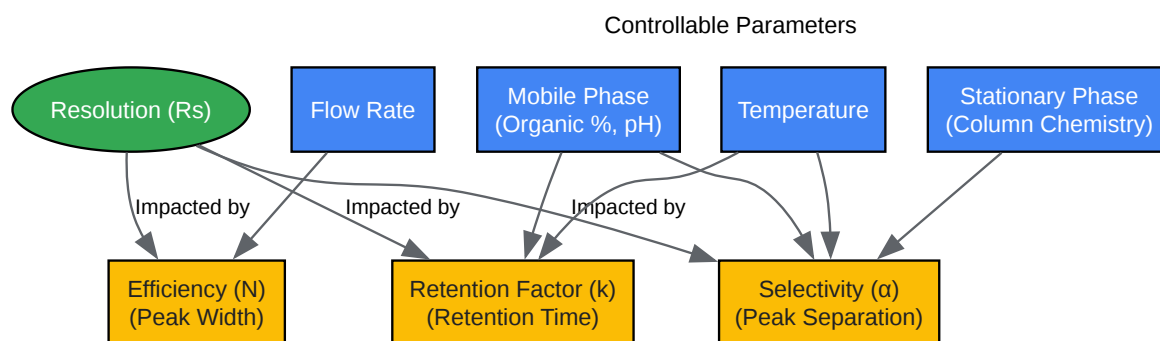 Controllable Parameters
Resolution (Rs)
Flow Rate
Mobile Phase
(Organic %, pH)
Temperature
Stationary Phase
(Column Chemistry)
Impacted by
Impacted by
Impacted by
Efficiency (N)
(Peak Width)
Retention Factor (k)
(Retention Time)
Selectivity (α)
(Peak Separation)